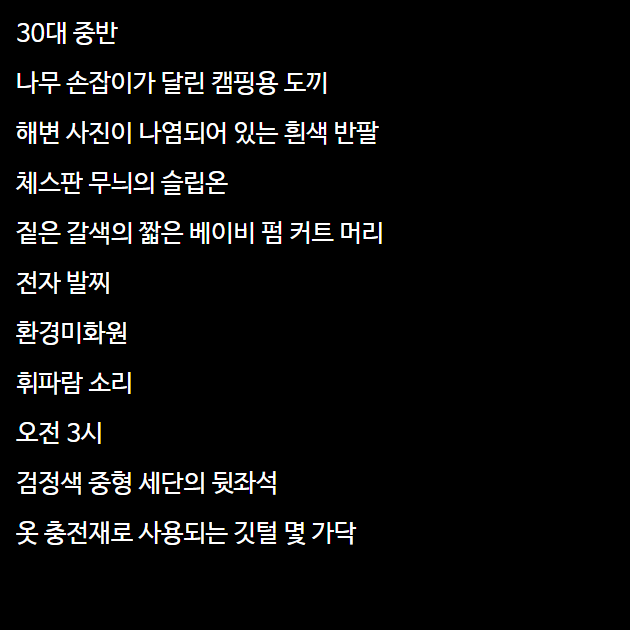 30대 중반
나무 손잡이가 달린 캠핑용 도끼
해변 사진이 나염되어 있는 흰색 반팔
체스판 무늬의 슬립온
짙은 갈색의 짧은 베이비 펌 커트 머리
전자 발찌
환경미화원
휘파람 소리
오전 3시
검정색 중형 세단의 뒷좌석
옷 충전재로 사용되는 깃털 몇 가닥